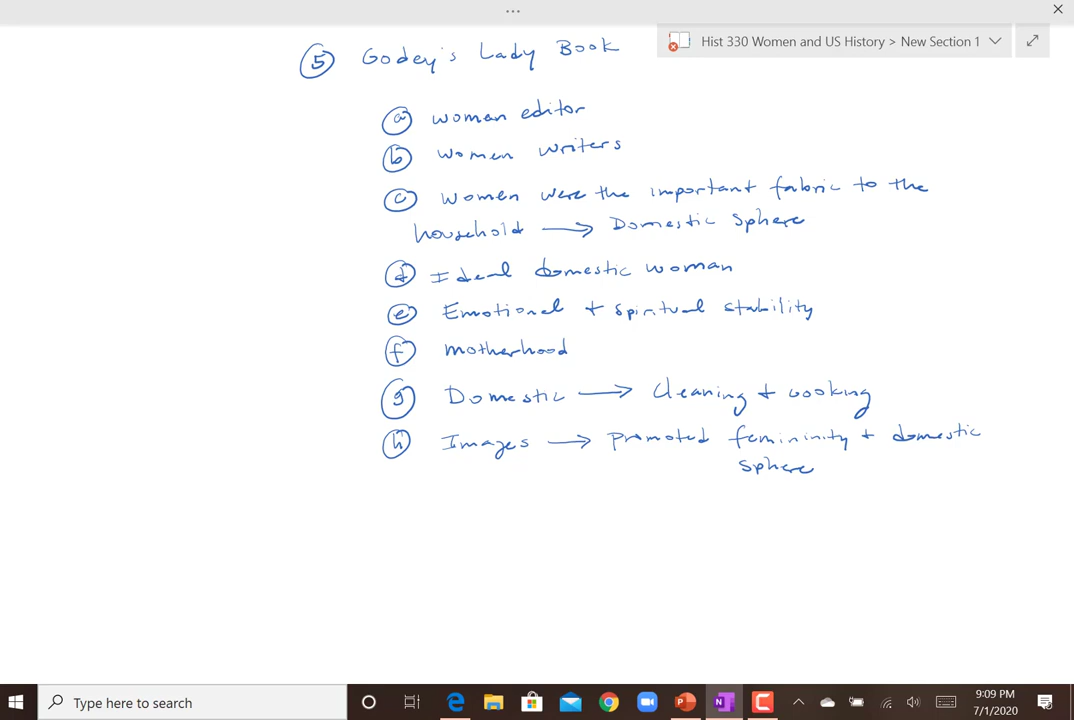 Hist 330 Women and US History > New Section 1
5 Godey's Lady Book
a woman editor
b women writers
c women were the important fabric to the
household → Domestic Sphere
d Ideal domestic woman
e Emotional + spiritual stability
f motherhood
g Domestic → cleaning + cooking
h Images → promoted femininity + domestic
sphere
Type here to search
9:09 PM
7/1/2020